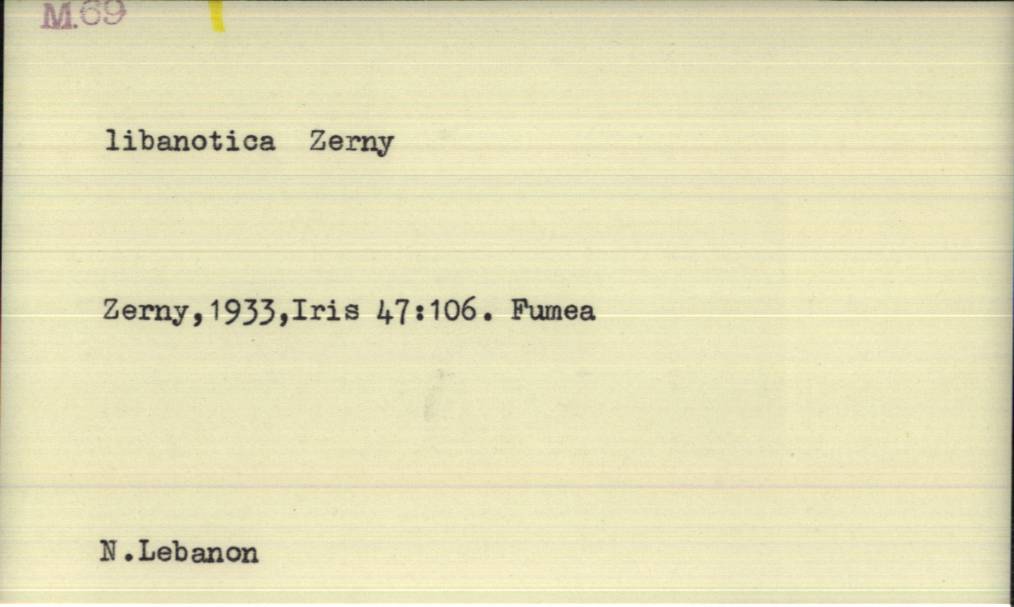 M.69
libanotica Zerny
Zerny,1933,Iris 47:106. Fumea
N.Lebanon